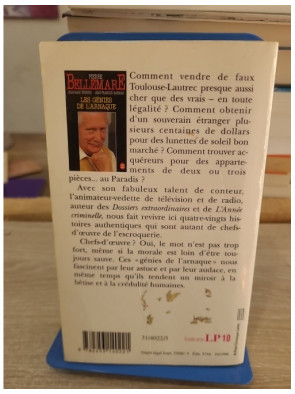 PIERRE
BELLEMARE
LES GÉNIES
DE L'ARNAQUE
Comment vendre de faux
Toulouse-Lautrec presque aussi
cher que des vrais – en toute
légalité ? Comment obtenir
d'un souverain étranger plu-
sieurs centaines de dollars
pour des lunettes de soleil bon
marché ? Comment trouver ac-
quéreurs pour des apparte-
ments de deux ou trois
pièces... au Paradis ?
Avec son fabuleux talent de conteur,
l'animateur-vedette de télévision et de radio,
auteur des Dossiers extraordinaires et de L'Année
criminelle, nous fait revivre ici quatre-vingts his-
toires authentiques qui sont autant de chefs-
d'œuvre de l'escroquerie.
Chefs-d'œuvre ? Oui, le mot n'est pas trop
fort, même si la morale est loin d'être tou-
jours sauve. Ces «génies de l'arnaque» nous
fascinent par leur astuce et par leur audace, en
même temps qu'ils tendent un miroir à la
bêtise et à la crédulité humaines.
LP10